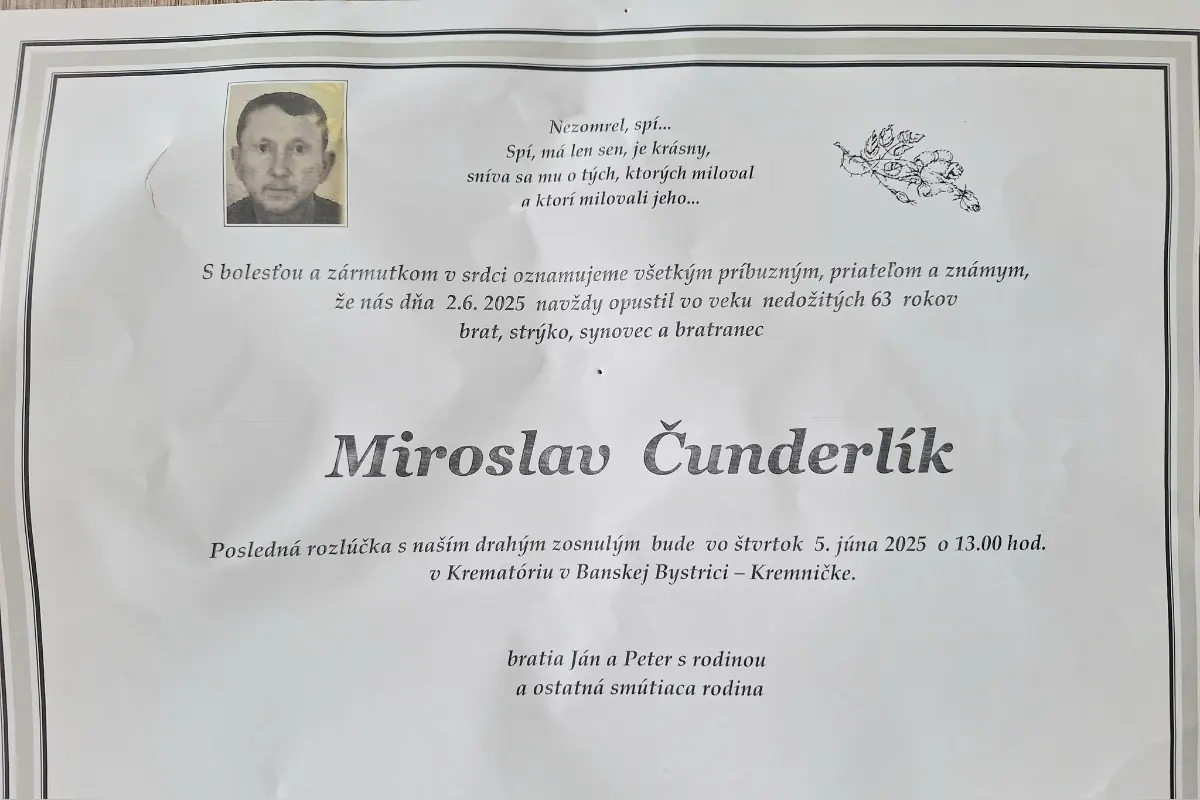 Nezomrel, spí...
Spí, má len sen, je krásny,
sníva sa mu o tých, ktorých miloval
a ktorí milovali jeho...
S bolesťou a zármutkom v srdci oznamujeme všetkým príbuzným, priateľom a známym,
že nás dňa 2.6. 2025 navždy opustil vo veku nedožitých 63 rokov
brat, strýko, synovec a bratranec
Miroslav Čunderlík
Posledná rozlúčka s naším drahým zosnulým bude vo štvrtok 5. júna 2025 o 13.00 hod.
v Krematóriu v Banskej Bystrici – Kremničke.
bratia Ján a Peter s rodinou
a ostatná smútiaca rodina